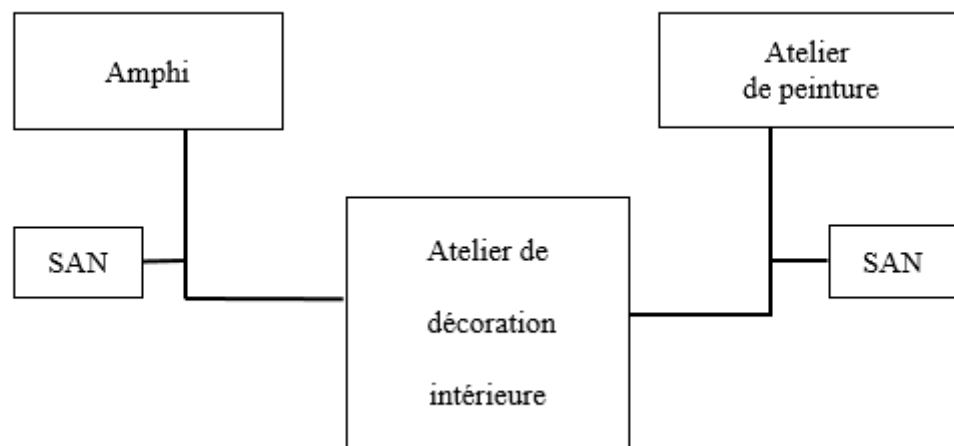 Amphi
Atelier
de peinture
SAN
Atelier de
décoration
intérieure
SAN